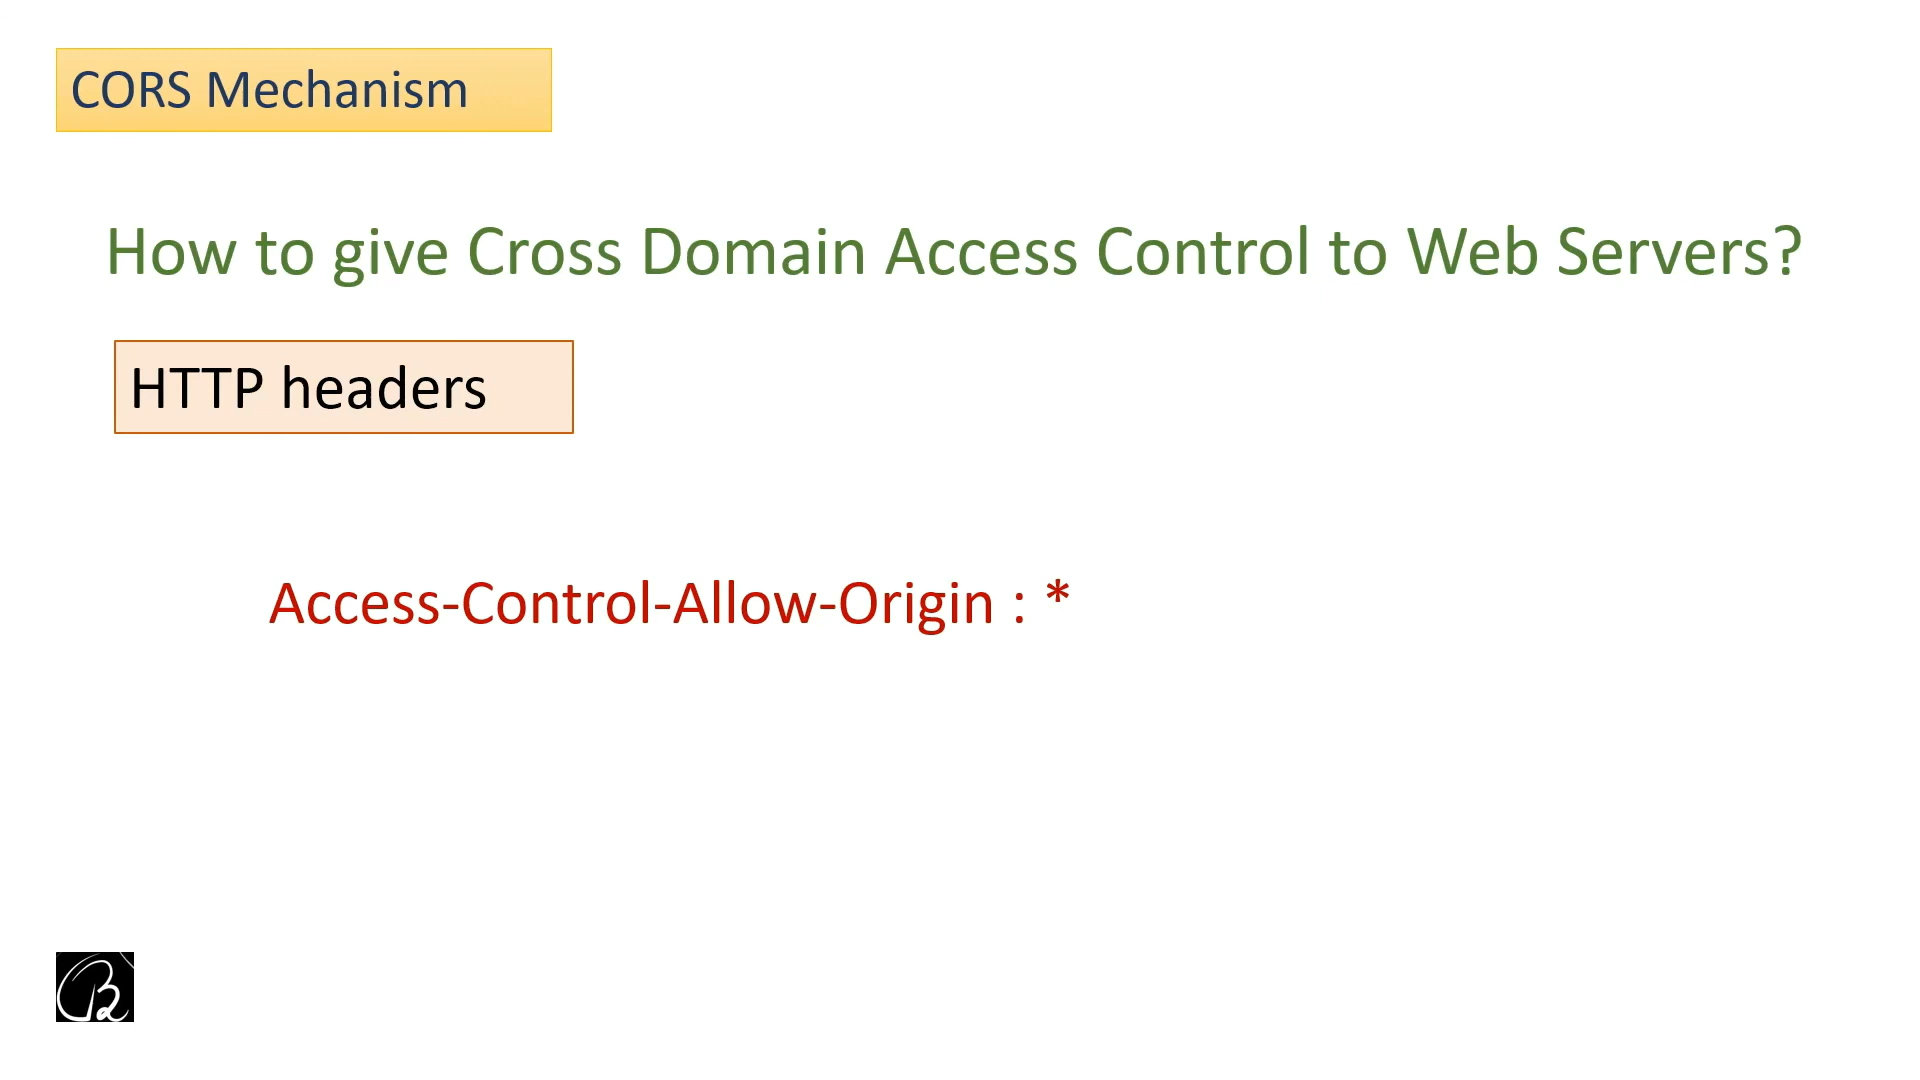 CORS Mechanism
How to give Cross Domain Access Control to Web Servers?
HTTP headers
Access-Control-Allow-Origin : *